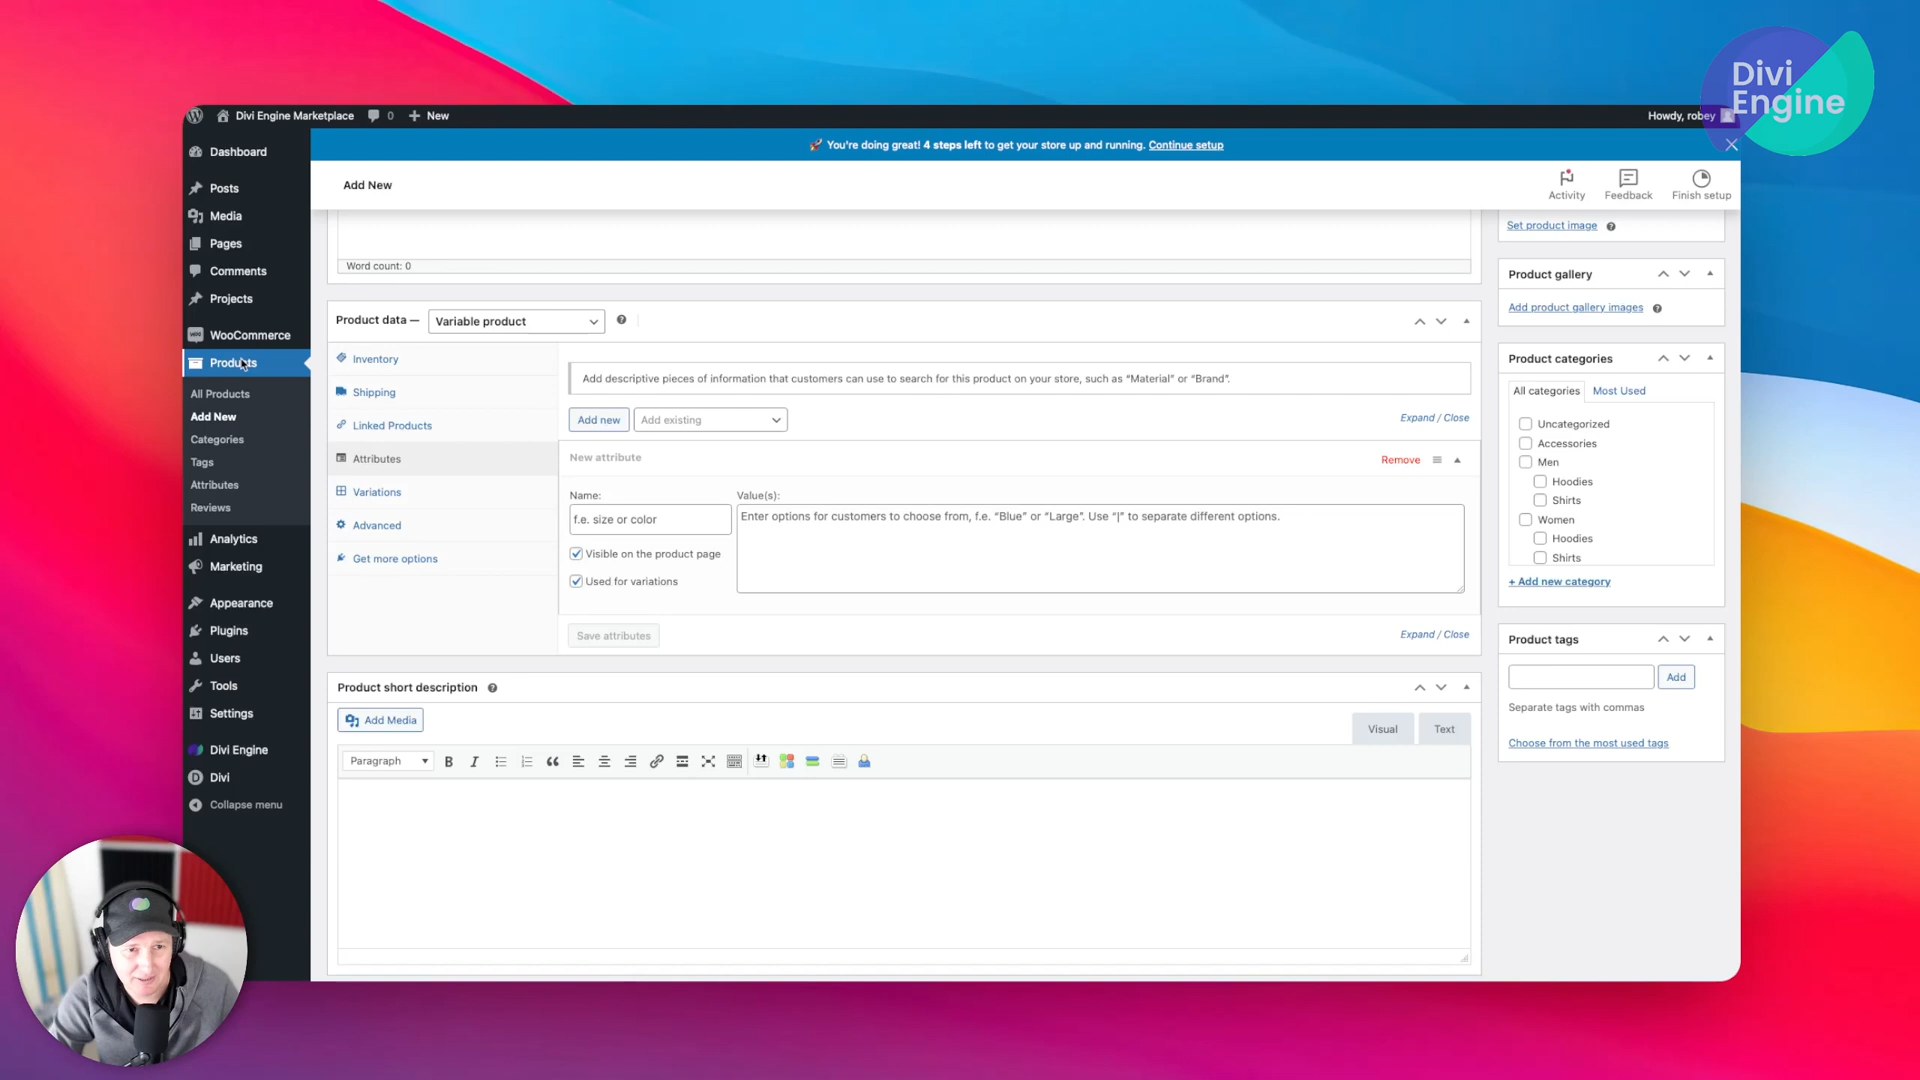 Divi
Engine
Divi Engine Marketplace
0
New
Howdy, robey
🚀 You're doing great! 4 steps left to get your store up and running. Continue setup
Add New
Activity
Feedback
Finish setup
Dashboard
Posts
Media
Pages
Comments
Projects
WooCommerce
Products
All Products
Add New
Categories
Tags
Attributes
Reviews
Analytics
Marketing
Appearance
Plugins
Users
Tools
Settings
Divi Engine
Divi
Collapse menu
Word count: 0
Product data —
Variable product
Inventory
Shipping
Linked Products
Attributes
Variations
Advanced
Get more options
Add descriptive pieces of information that customers can use to search for this product on your store, such as “Material” or “Brand”.
Add new
Add existing
Expand / Close
New attribute
Remove
Name:
f.e. size or color
Value(s):
Enter options for customers to choose from, f.e. “Blue” or “Large”. Use “|” to separate different options.
Visible on the product page
Used for variations
Save attributes
Expand / Close
Product short description
Add Media
Visual
Text
Paragraph
B
I
Set product image
Product gallery
Add product gallery images
Product categories
All categories
Most Used
Uncategorized
Accessories
Men
Hoodies
Shirts
Women
Hoodies
Shirts
+ Add new category
Product tags
Add
Separate tags with commas
Choose from the most used tags